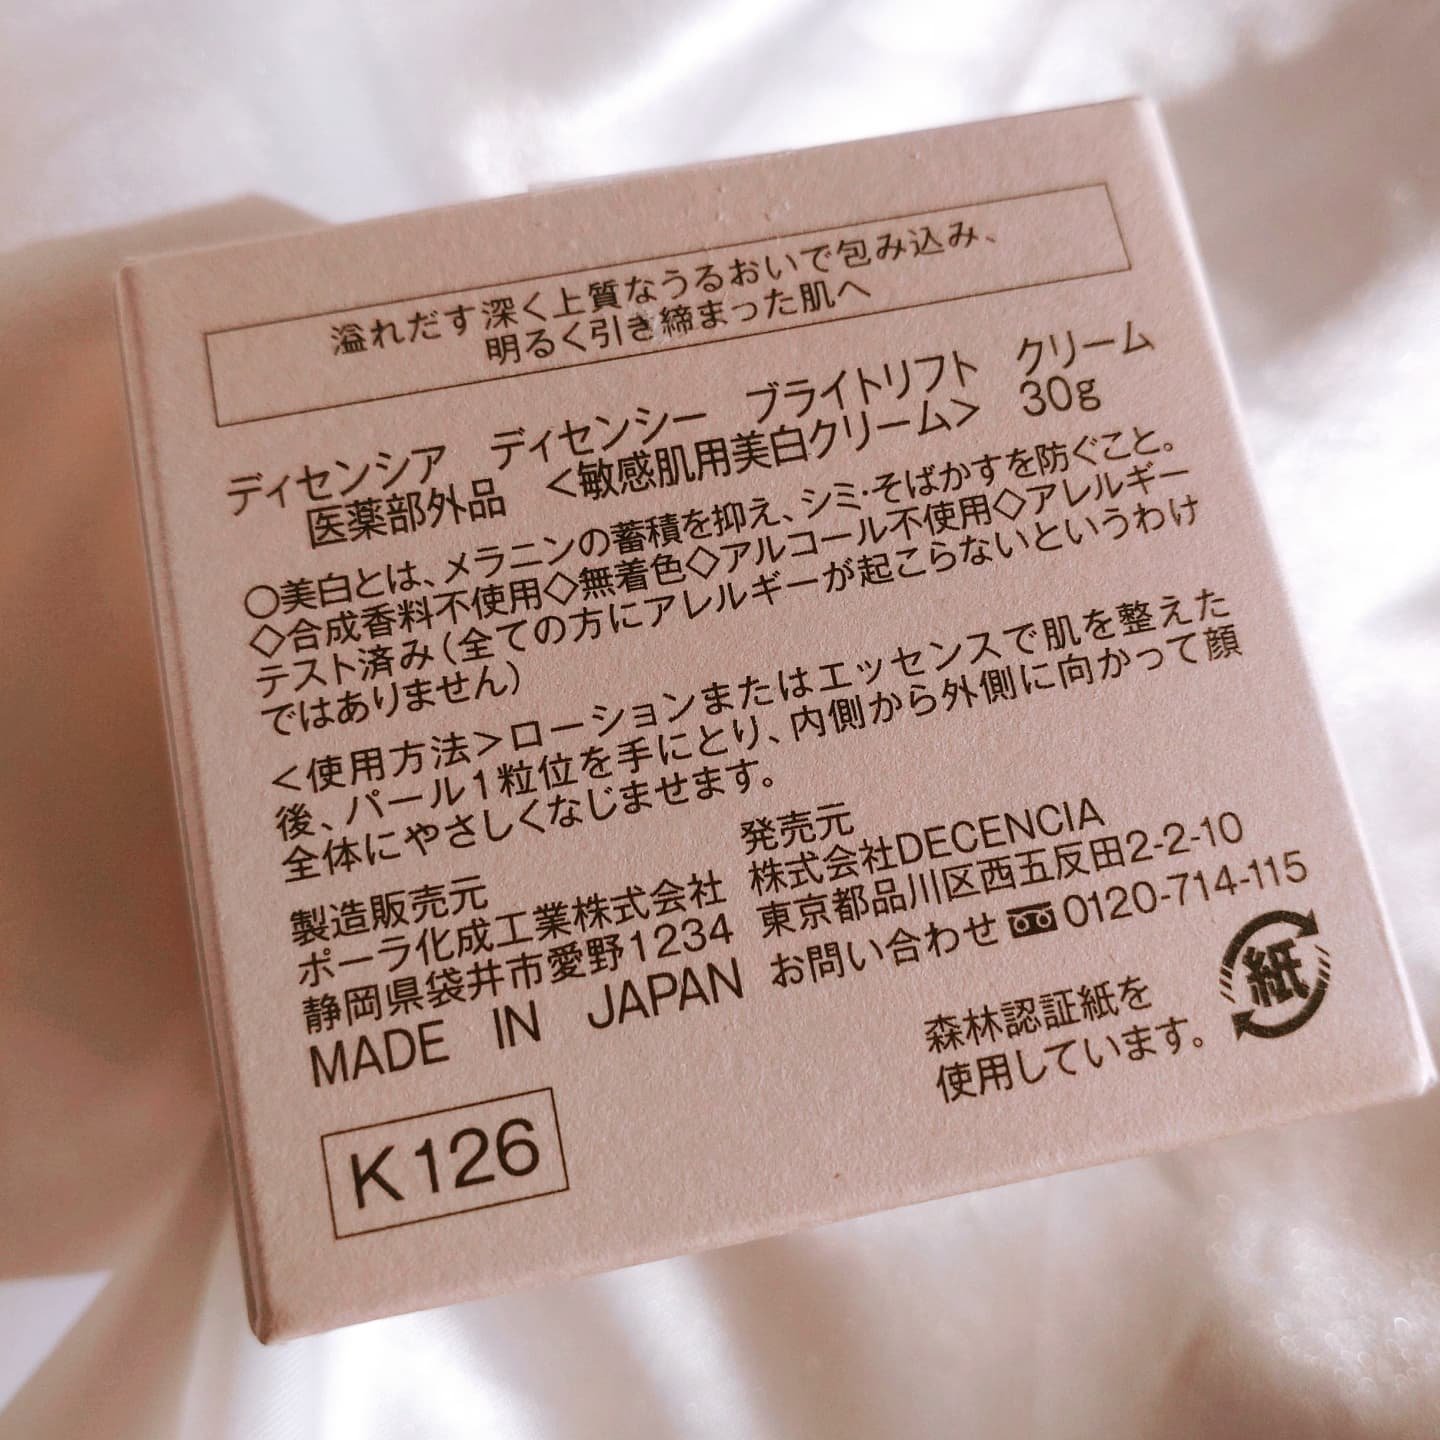 溢れだす深く上質なうるおいで包み込み、
明るく引き締まった肌へ
ディセンシア ディセンシー ブライトリフト クリーム
医薬部外品 <敏感肌用美白クリーム> 30g
○美白とは、メラニンの蓄積を抑え、シミ・そばかすを防ぐこと。
◇合成香料不使用◇無着色◇アルコール不使用◇アレルギー
テスト済み(全ての方にアレルギーが起こらないというわけ
ではありません)
<使用方法>ローションまたはエッセンスで肌を整えた
後、パール1粒位を手にとり、内側から外側に向かって顔
全体にやさしくなじませます。
製造販売元
ポーラ化成工業株式会社
静岡県袋井市愛野1234
MADE IN JAPAN
発売元
株式会社DECENCIA
東京都品川区西五反田2-2-10
お問い合わせ 0120-714-115
森林認証紙を
使用しています。
紙
K126